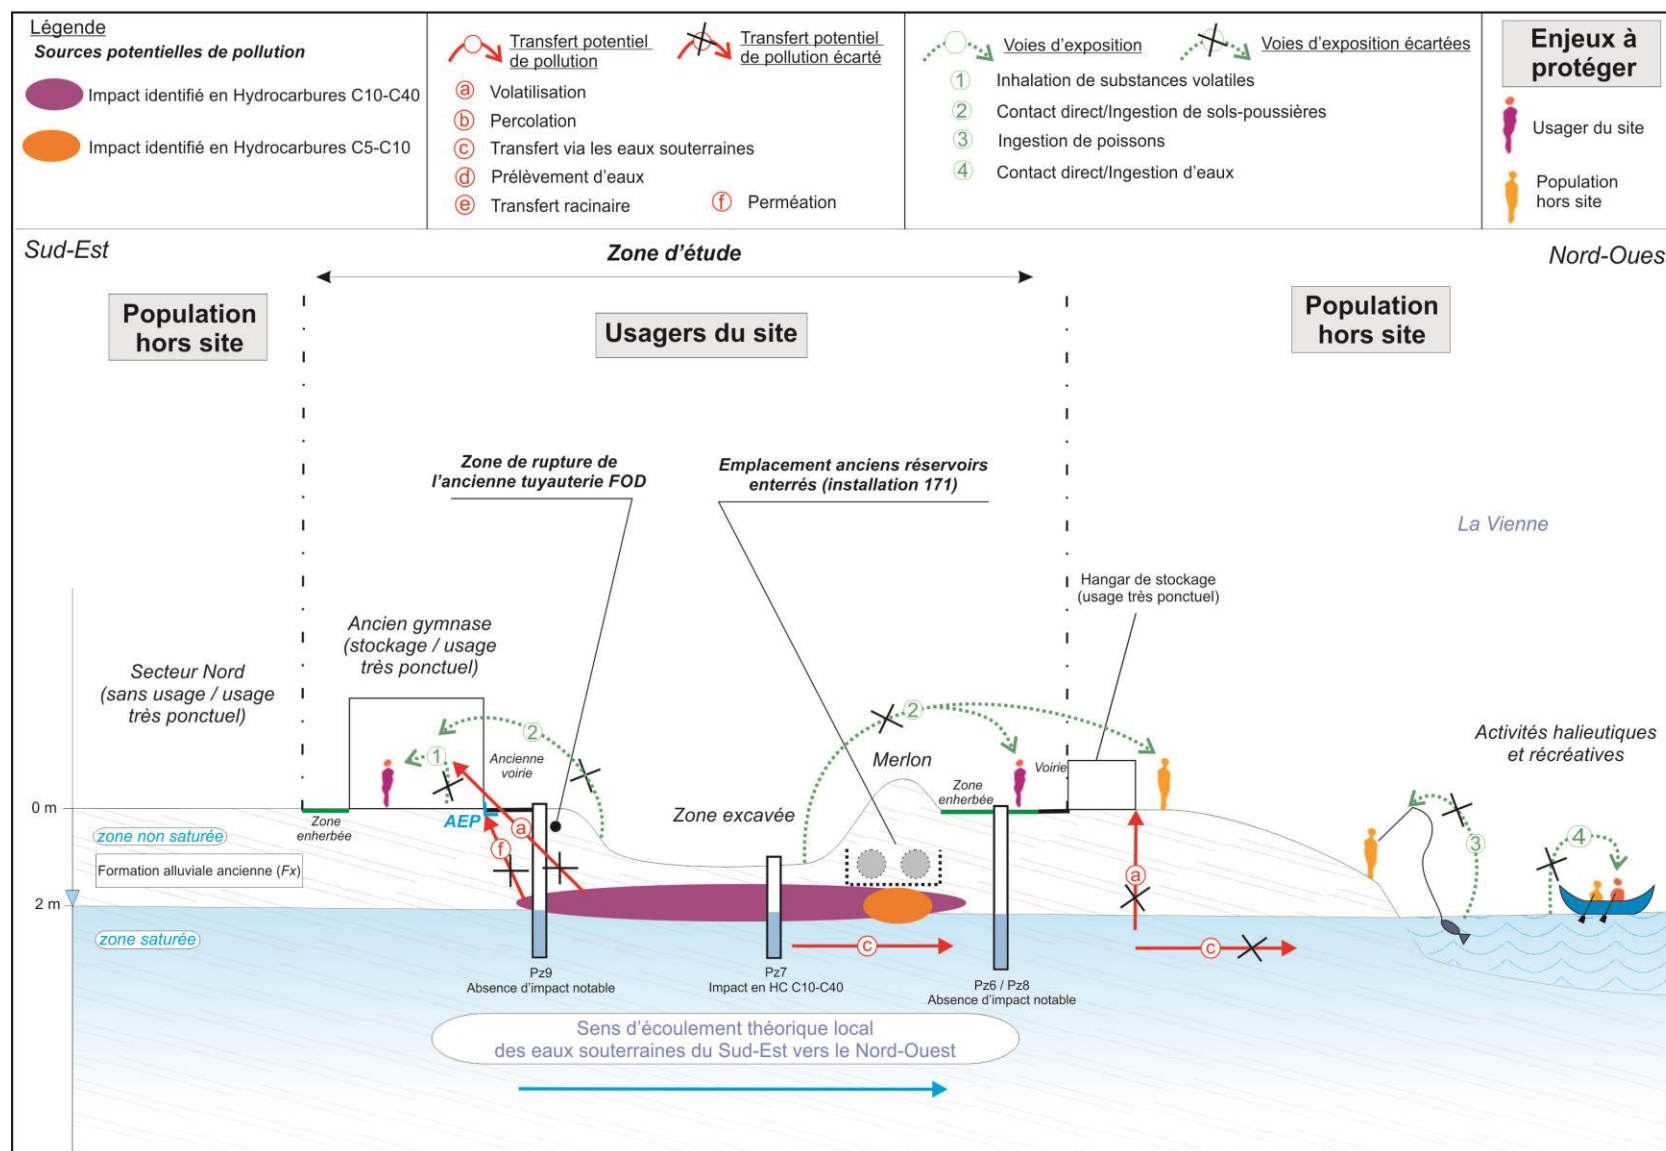 Légende
Sources potentielles de pollution
Impact identifié en Hydrocarbures C10-C40
Impact identifié en Hydrocarbures C5-C10
Transfert potentiel
de pollution
Transfert potentiel
de pollution écarté
a Volatilisation
b Percolation
c Transfert via les eaux souterraines
d Prélèvement d'eaux
e Transfert racinaire
f Perméation
Voies d'exposition
Voies d'exposition écartées
1 Inhalation de substances volatiles
2 Contact direct/Ingestion de sols-poussières
3 Ingestion de poissons
4 Contact direct/Ingestion d'eaux
Enjeux à
protéger
Usager du site
Population
hors site
Sud-Est
Zone d'étude
Nord-Oues
Population
hors site
Usagers du site
Population
hors site
Zone de rupture de
l'ancienne tuyauterie FOD
Emplacement anciens réservoirs
enterrés (installation 171)
La Vienne
Hangar de stockage
(usage très ponctuel)
Ancien gymnase
(stockage / usage
très ponctuel)
Secteur Nord
(sans usage / usage
très ponctuel)
Activités halieutiques
et récréatives
1
2
2
Ancienne
voirie
Merlon
Voirie
0 m
Zone
enherbée
AEP
a
f
Zone excavée
Zone
enherbée
a
3
4
zone non saturée
Formation alluviale ancienne (Fx)
2 m
zone saturée
c
c
Pz9
Absence d'impact notable
Pz7
Impact en HC C10-C40
Pz6 / Pz8
Absence d'impact notable
Sens d'écoulement théorique local
des eaux souterraines du Sud-Est vers le Nord-Ouest